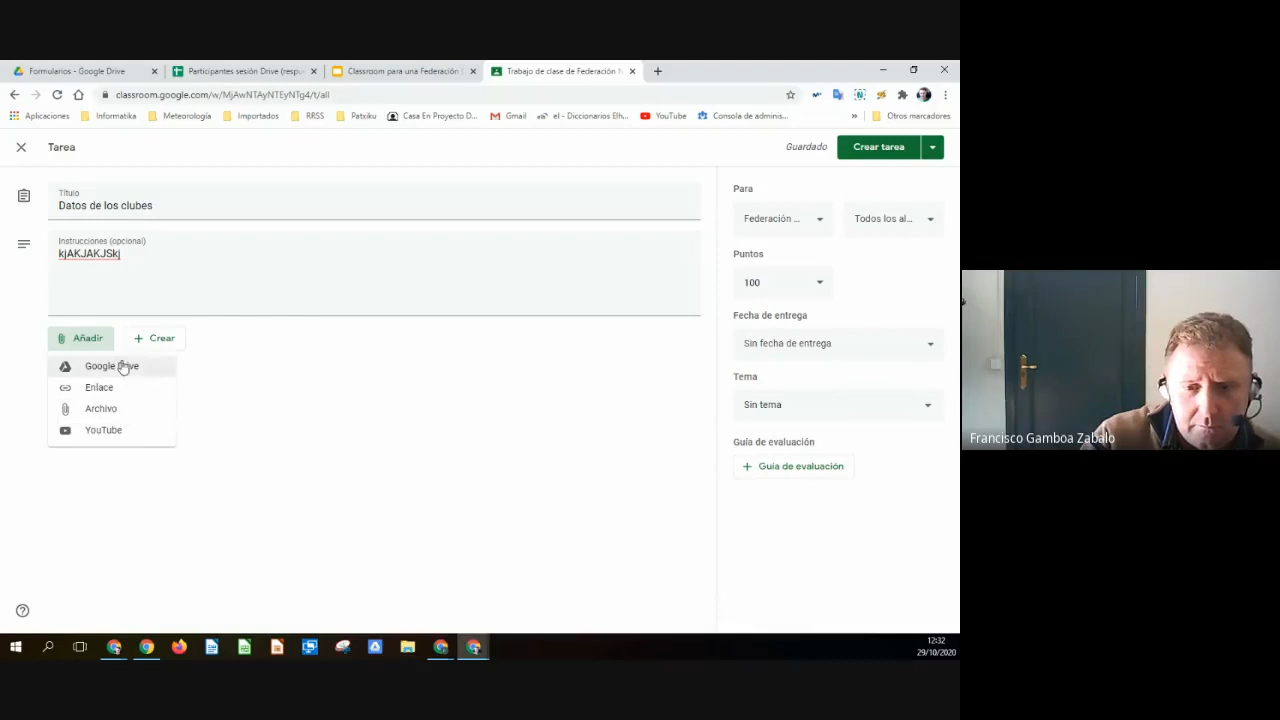 Formularios - Google Drive
Participantes sesión Drive (respu
Classroom para una Federación
Trabajo de clase de Federación N
classroom.google.com/w/MjAwNTAyNTEyNTg4/t/all
Aplicaciones
Informatika
Meteorología
Importados
RRSS
Patxiku
Casa En Proyecto D...
Gmail
el - Diccionarios Elh...
YouTube
Consola de adminis...
»
Otros marcadores
Tarea
Guardado
Crear tarea
Título
Datos de los clubes
Instrucciones (opcional)
kjAKJAKJSkj
Añadir
Crear
Google Drive
Enlace
Archivo
YouTube
Para
Federación ...
Todos los al...
Puntos
100
Fecha de entrega
Sin fecha de entrega
Tema
Sin tema
Guía de evaluación
+ Guía de evaluación
Francisco Gamboa Zabalo
12:32
29/10/2020